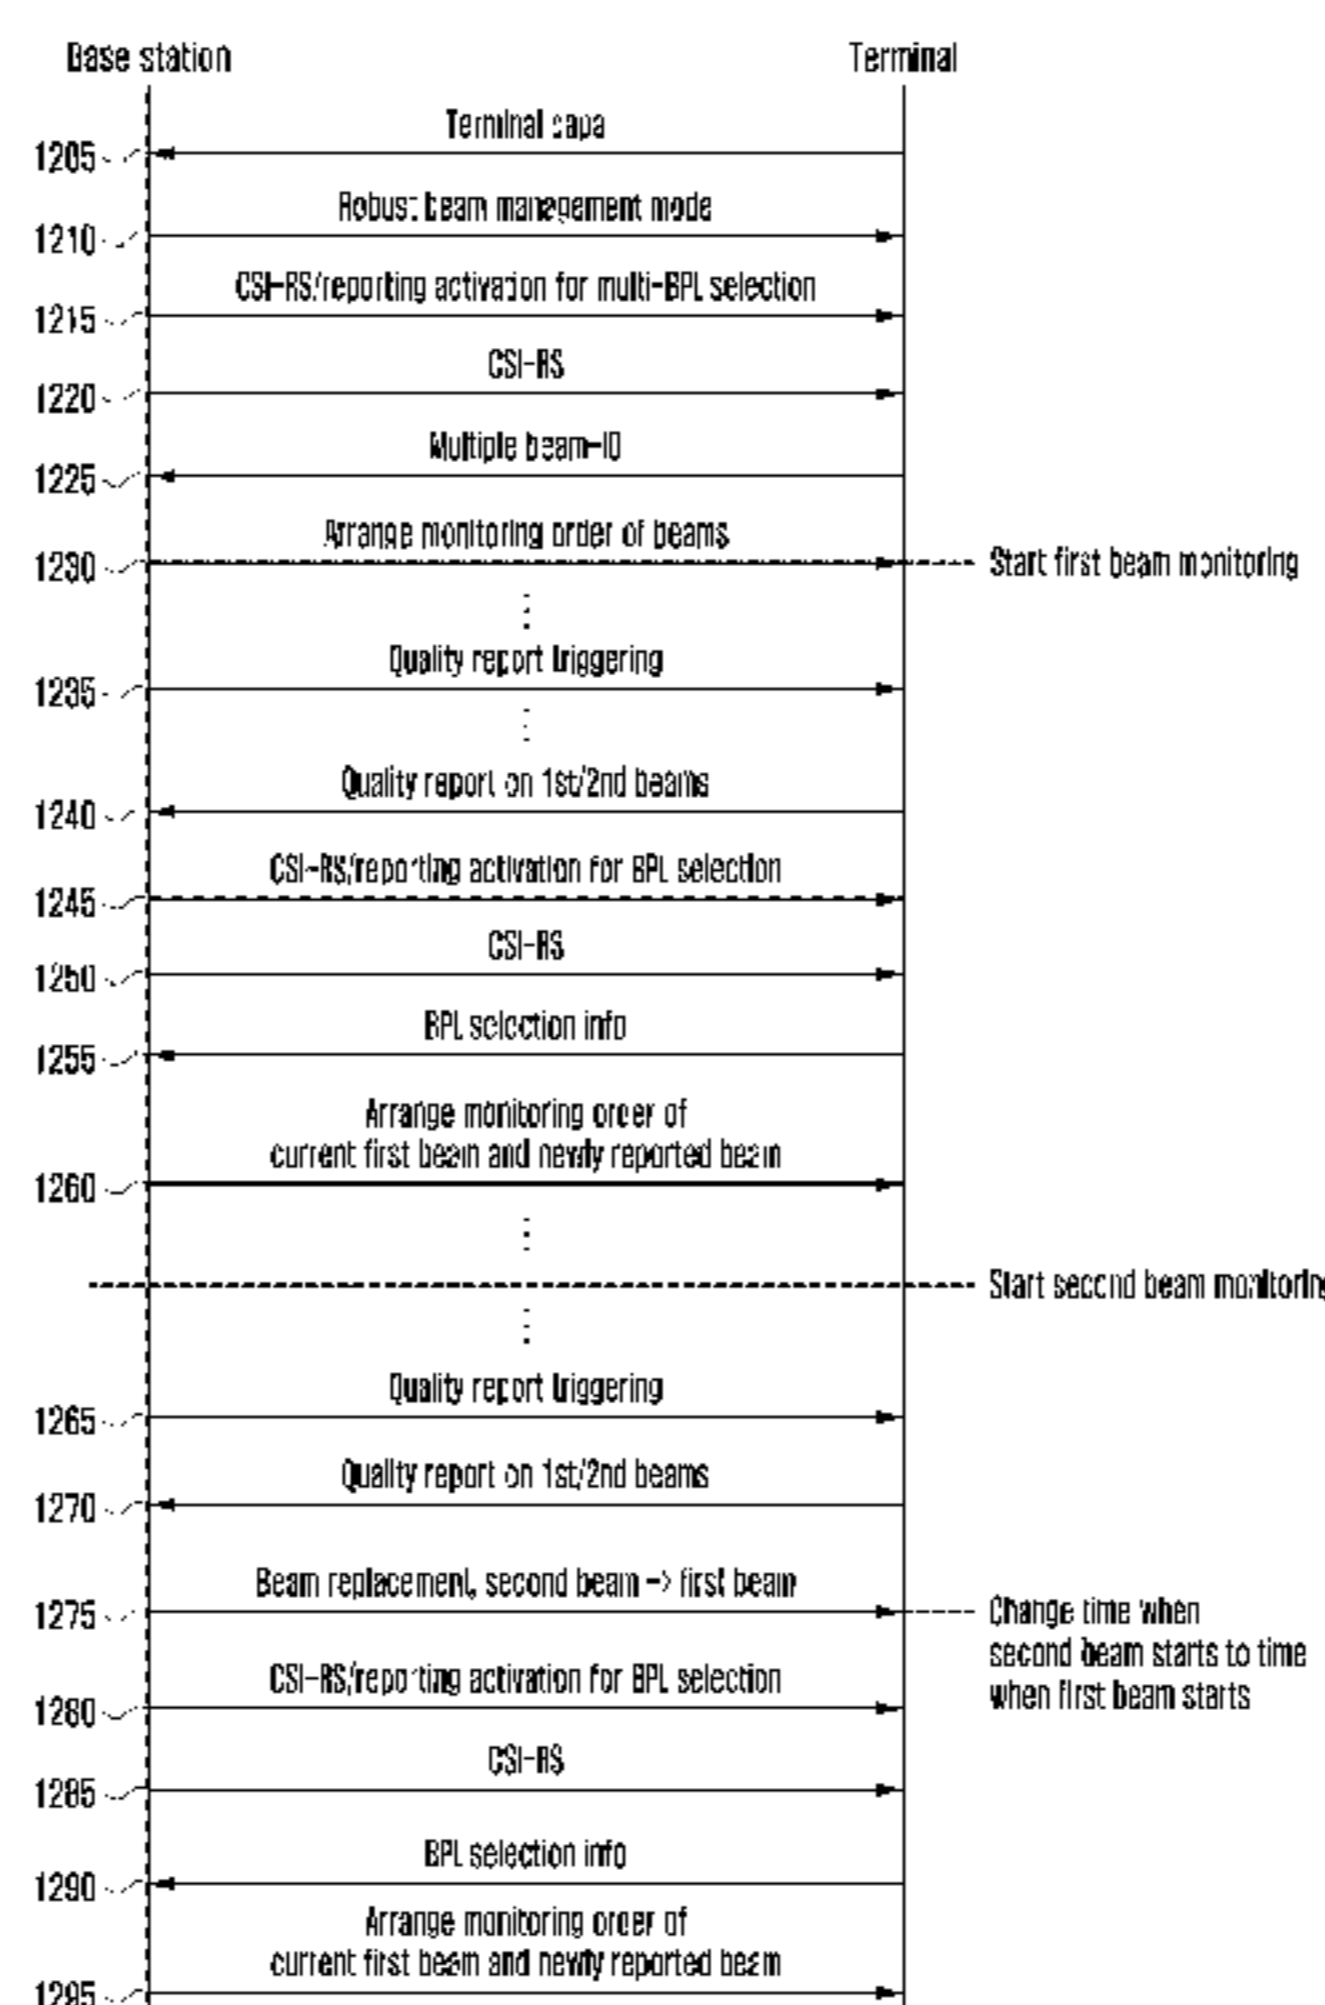 Base station
Terminal
Terminal capa
1205
Robust beam management mode
1210
CSI-RS/reporting activation for multi-BPL selection
1215
CSI-RS
1220
Multiple beam-ID
1225
Arrange monitoring order of beams
1230
Start first beam monitoring
Quality report triggering
1235
Quality report on 1st/2nd beams
1240
CSI-RS/reporting activation for BPL selection
1245
CSI-RS
1250
BPL selection info
1255
Arrange monitoring order of
current first beam and newly reported beam
1260
Start second beam monitoring
Quality report triggering
1265
Quality report on 1st/2nd beams
1270
Beam replacement, second beam -> first beam
1275
Change time when
second beam starts to time
when first beam starts
CSI-RS/reporting activation for BPL selection
1280
CSI-RS
1285
BPL selection info
1290
Arrange monitoring order of
current first beam and newly reported beam
1295